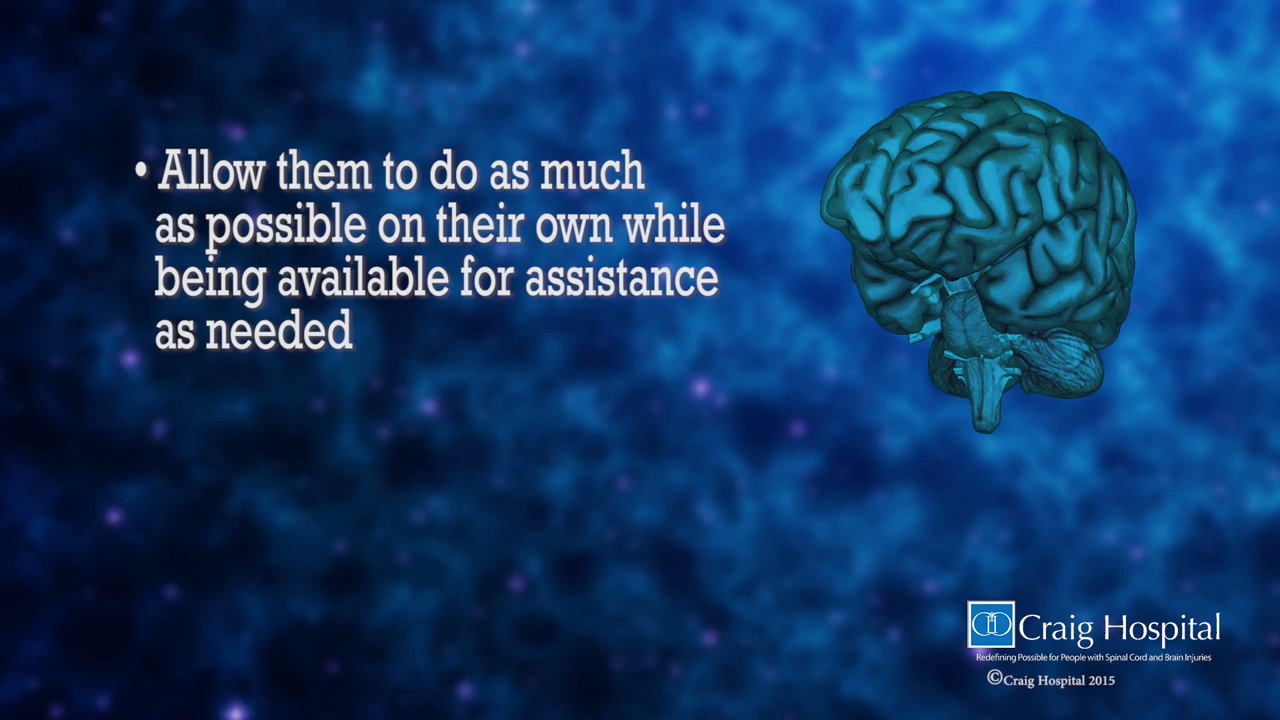 • Allow them to do as much
as possible on their own while
being available for assistance
as needed
Craig Hospital
Redefining Possible for People with Spinal Cord and Brain Injuries
©Craig Hospital 2015